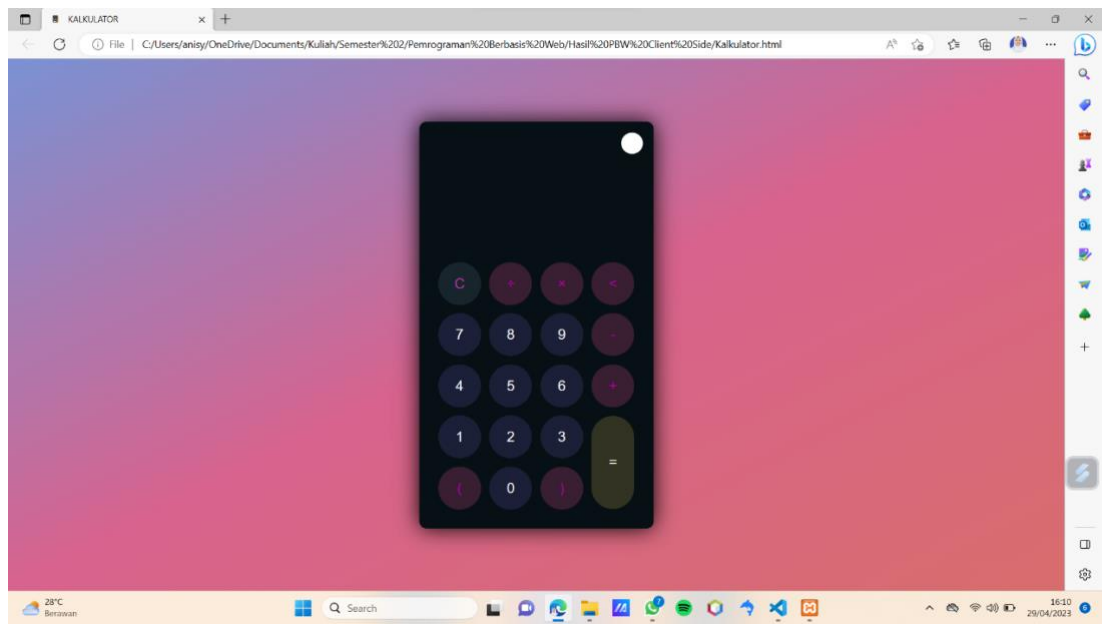 KALKULATOR
File | C:/Users/anisy/OneDrive/Documents/Kuliah/Semester%202/Pemrograman%20Berbasis%20Web/Hasil%20PBW%20Client%20Side/Kalkulator.html
C ÷ × <
7 8 9 -
4 5 6 +
1 2 3
=
( 0 )
28°C
Berawan
Search
16:10
29/04/2023